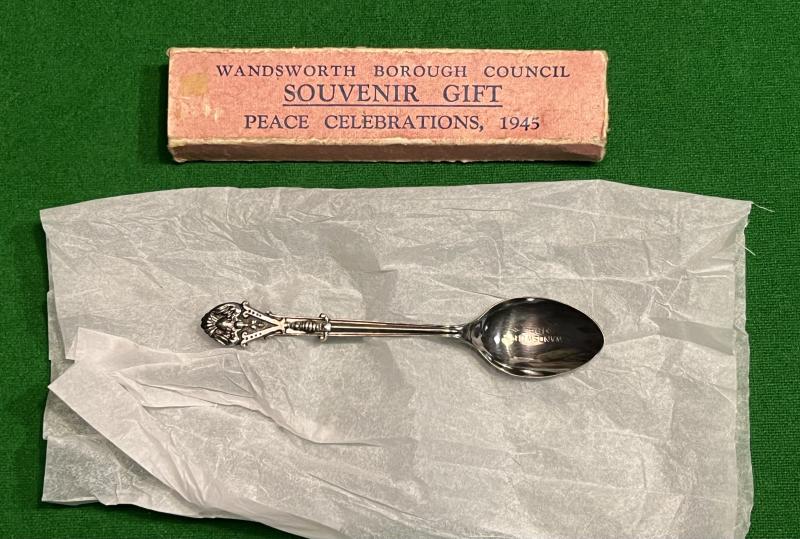 WANDSWORTH BOROUGH COUNCIL
SOUVENIR GIFT
PEACE CELEBRATIONS, 1945